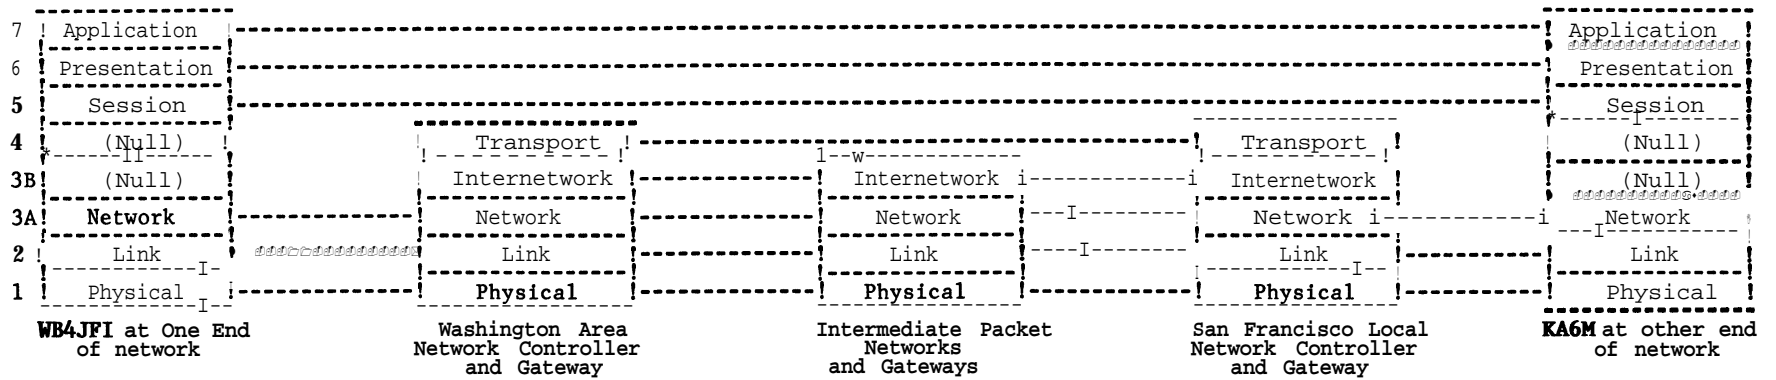 7 Application Application
6 Presentation Presentation
5 Session Session
4 (Null) Transport Transport (Null)
3B (Null) Internetwork Internetwork Internetwork (Null)
3A Network Network Network Network Network
2 Link Link Link Link Link
1 Physical Physical Physical Physical Physical
WB4JFI at One End
of network
Washington Area
Network Controller
and Gateway
Intermediate Packet
Networks
and Gateways
San Francisco Local
Network Controller
and Gateway
KA6M at other end
of network